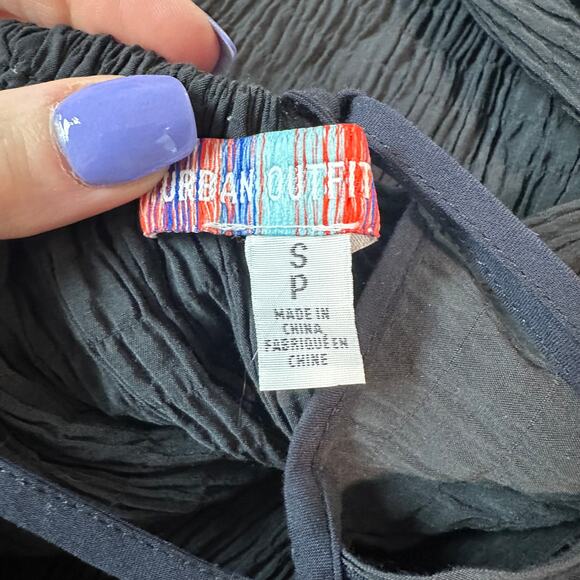 URBAN OUTFIT
S
P
MADE IN
CHINA
FABRIQUÉ EN
CHINE